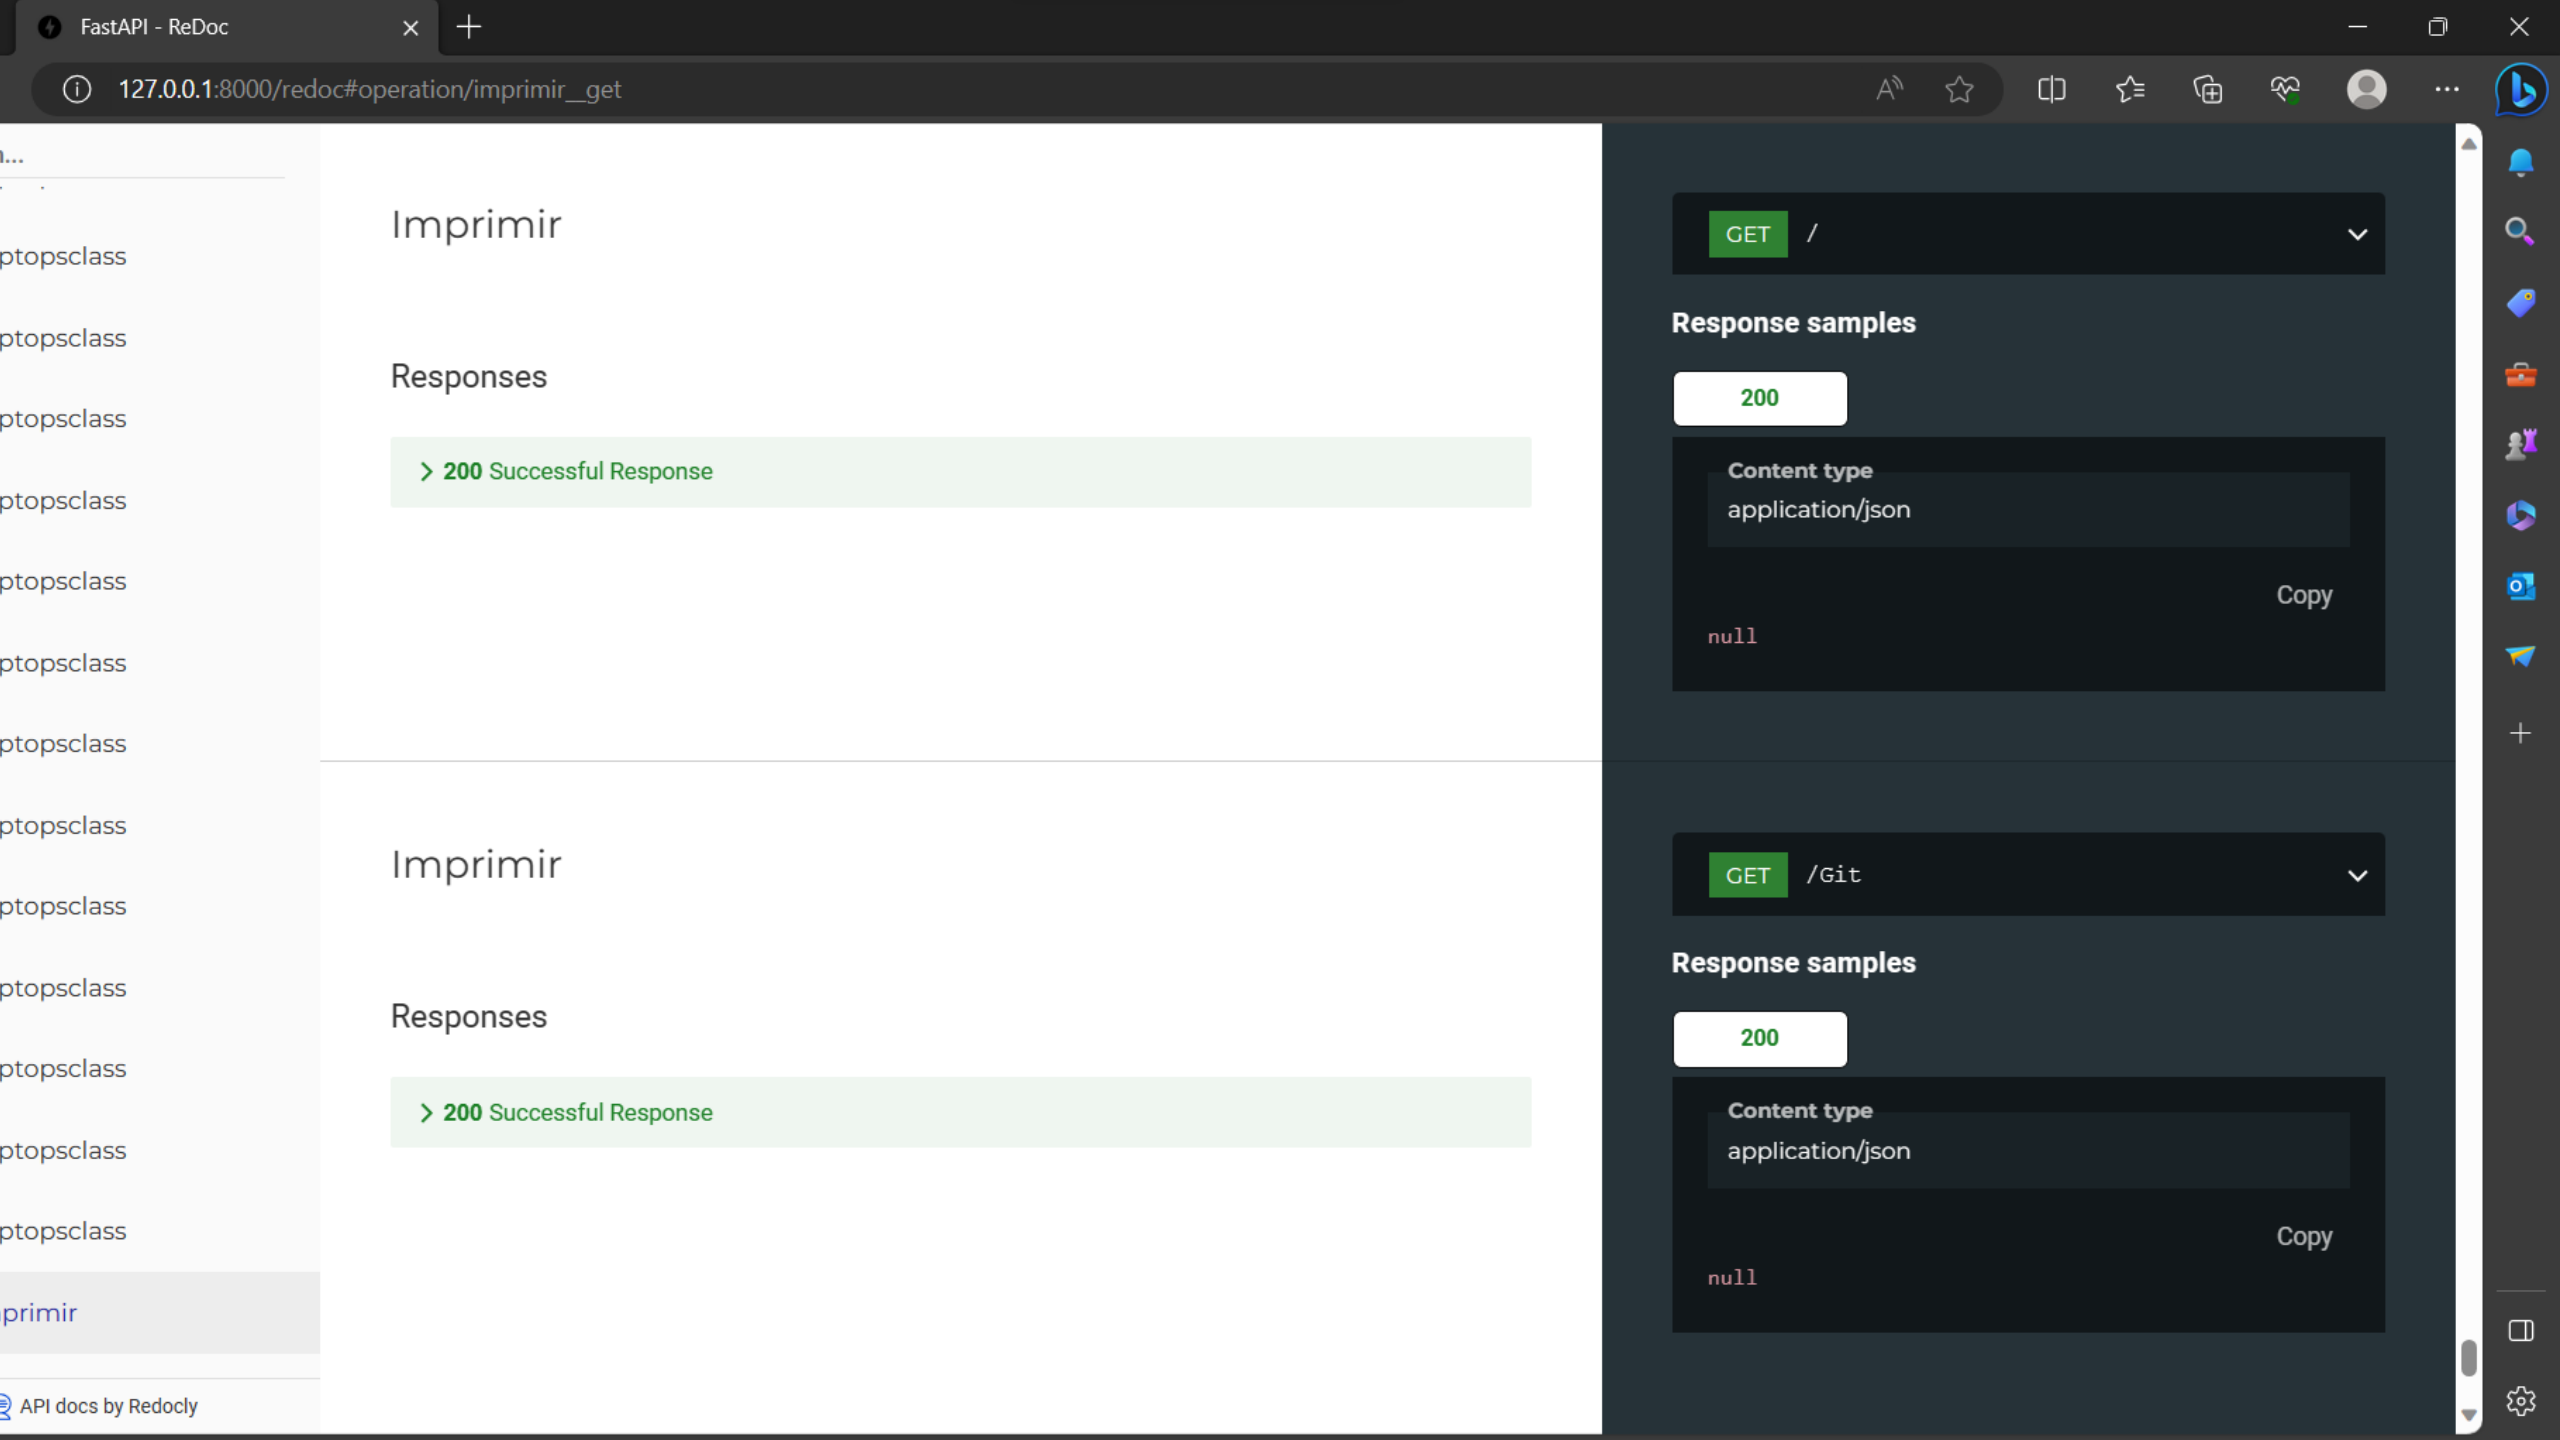 FastAPI - ReDoc
127.0.0.1:8000/redoc#operation/imprimir__get
ptopsclass
ptopsclass
ptopsclass
ptopsclass
ptopsclass
ptopsclass
ptopsclass
ptopsclass
ptopsclass
ptopsclass
ptopsclass
ptopsclass
ptopsclass
primir
API docs by Redocly
Imprimir
Responses
200 Successful Response
GET /
Response samples
200
Content type
application/json
Copy
null
Imprimir
Responses
200 Successful Response
GET /Git
Response samples
200
Content type
application/json
Copy
null